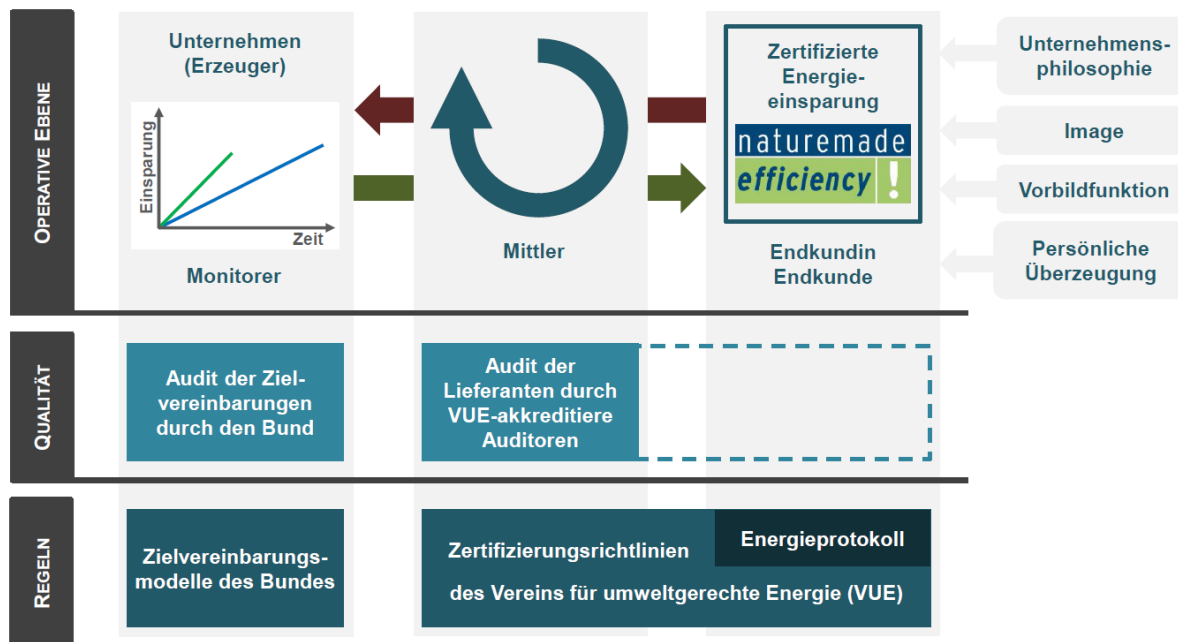 OPERATIVE EBENE
Unternehmen
(Erzeuger)
Einsparung
Zeit
Monitorer
Mittler
Zertifizierte
Energie-
einsparung
naturemade
efficiency!
Endkundin
Endkunde
Unternehmens-
philosophie
Image
Vorbildfunktion
Persönliche
Überzeugung
QUALITÄT
Audit der Ziel-
vereinbarungen
durch den Bund
Audit der
Lieferanten durch
VUE-akkreditiere
Auditoren
REGELN
Zielvereinbarungs-
modelle des Bundes
Zertifizierungsrichtlinien
Energieprotokoll
des Vereins für umweltgerechte Energie (VUE)